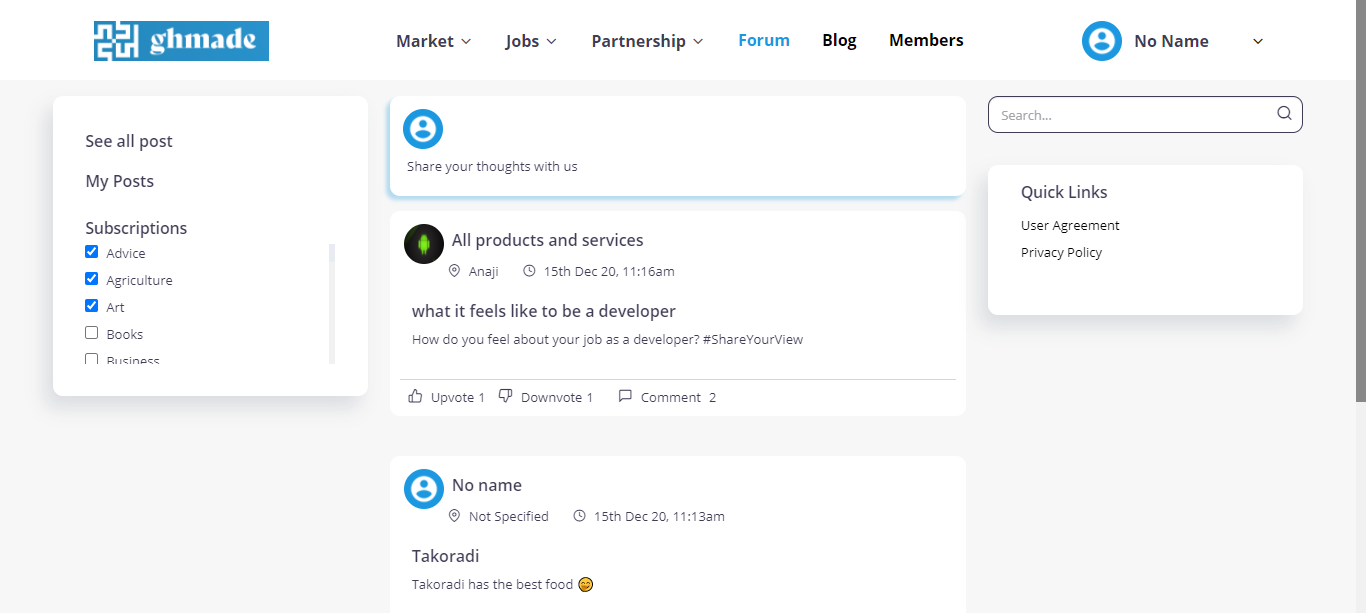 ghmade
Market
Jobs
Partnership
Forum
Blog
Members
No Name
See all post
My Posts
Subscriptions
Advice
Agriculture
Art
Books
Business
Share your thoughts with us
All products and services
Anaji 15th Dec 20, 11:16am
what it feels like to be a developer
How do you feel about your job as a developer? #ShareYourView
Upvote 1 Downvote 1 Comment 2
No name
Not Specified 15th Dec 20, 11:13am
Takoradi
Takoradi has the best food 😋
Search...
Quick Links
User Agreement
Privacy Policy